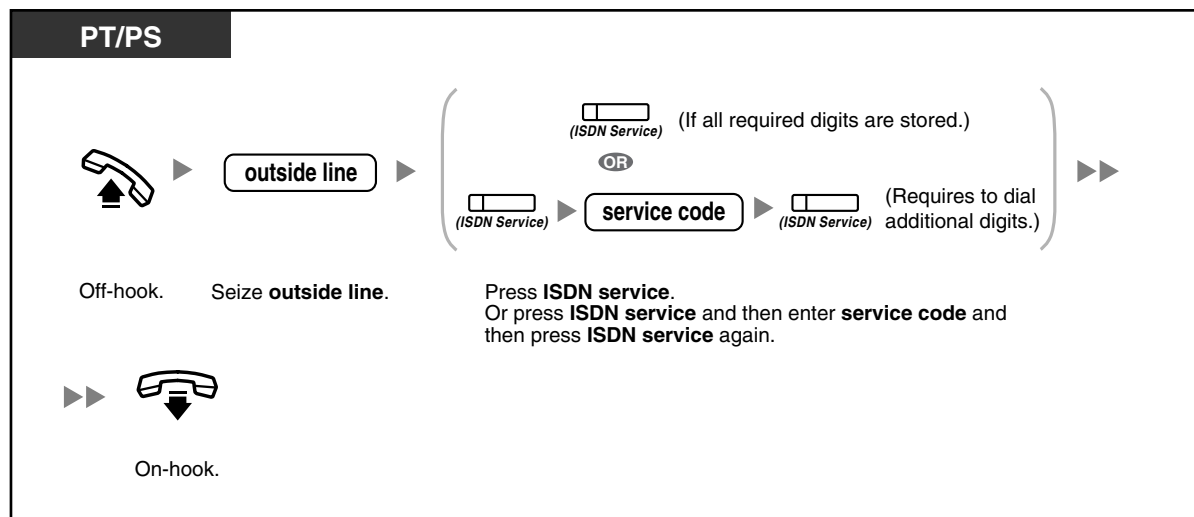 PT/PS
(ISDN Service) (If all required digits are stored.)
OR
outside line
(ISDN Service) service code (ISDN Service) (Requires to dial
additional digits.)
Off-hook. Seize outside line. Press ISDN service.
Or press ISDN service and then enter service code and
then press ISDN service again.
On-hook.